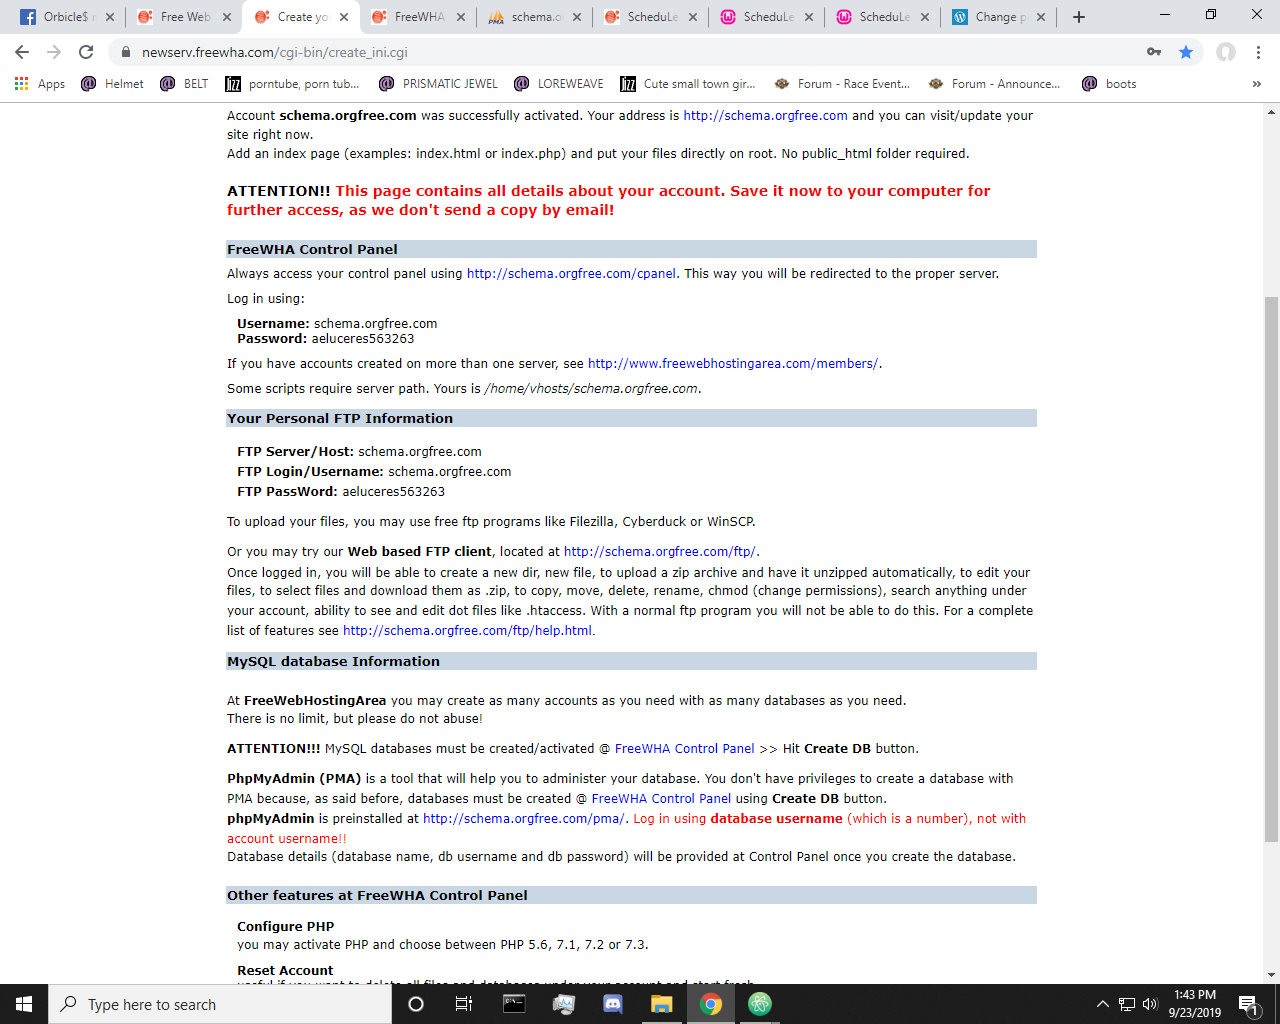 Orbicle$ r
Free Web
Create yo
FreeWHA
schema.o
ScheduLe
ScheduLe
ScheduLe
Change p
newserv.freewha.com/cgi-bin/create_ini.cgi
Apps
Helmet
BELT
porntube, porn tub...
PRISMATIC JEWEL
LOREWEAVE
Cute small town gir...
Forum - Race Event...
Forum - Announce...
boots
Account schema.orgfree.com was successfully activated. Your address is http://schema.orgfree.com and you can visit/update your
site right now.
Add an index page (examples: index.html or index.php) and put your files directly on root. No public_html folder required.
ATTENTION!! This page contains all details about your account. Save it now to your computer for
further access, as we don't send a copy by email!
FreeWHA Control Panel
Always access your control panel using http://schema.orgfree.com/cpanel. This way you will be redirected to the proper server.
Log in using:
Username: schema.orgfree.com
Password: aeluceres563263
If you have accounts created on more than one server, see http://www.freewebhostingarea.com/members/.
Some scripts require server path. Yours is /home/vhosts/schema.orgfree.com.
Your Personal FTP Information
FTP Server/Host: schema.orgfree.com
FTP Login/Username: schema.orgfree.com
FTP PassWord: aeluceres563263
To upload your files, you may use free ftp programs like Filezilla, Cyberduck or WinSCP.
Or you may try our Web based FTP client, located at http://schema.orgfree.com/ftp/.
Once logged in, you will be able to create a new dir, new file, to upload a zip archive and have it unzipped automatically, to edit your
files, to select files and download them as .zip, to copy, move, delete, rename, chmod (change permissions), search anything under
your account, ability to see and edit dot files like .htaccess. With a normal ftp program you will not be able to do this. For a complete
list of features see http://schema.orgfree.com/ftp/help.html.
MySQL database Information
At FreeWebHostingArea you may create as many accounts as you need with as many databases as you need.
There is no limit, but please do not abuse!
ATTENTION!!! MySQL databases must be created/activated @ FreeWHA Control Panel >> Hit Create DB button.
PhpMyAdmin (PMA) is a tool that will help you to administer your database. You don't have privileges to create a database with
PMA because, as said before, databases must be created @ FreeWHA Control Panel using Create DB button.
phpMyAdmin is preinstalled at http://schema.orgfree.com/pma/. Log in using database username (which is a number), not with
account username!!
Database details (database name, db username and db password) will be provided at Control Panel once you create the database.
Other features at FreeWHA Control Panel
Configure PHP
you may activate PHP and choose between PHP 5.6, 7.1, 7.2 or 7.3.
Reset Account
useful if you want to delete all files and databases under your account and start fresh
Type here to search
1:43 PM
9/23/2019
1